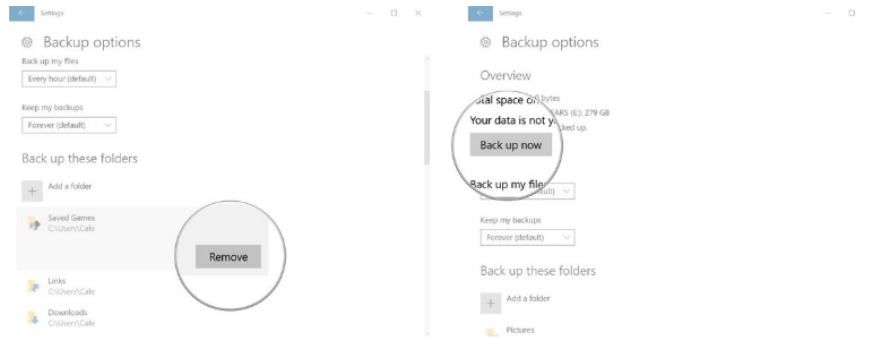 Settings
Backup options
Back up my files
Every hour (default)
Keep my backups
Forever (default)
Back up these folders
Add a folder
Saved Games
C:\Users\Cale
Remove
Links
C:\Users\Cale
Downloads
C:\Users\Cale
Settings
Backup options
Overview
space 0 bytes
(E:): 279 GB
Your data is not up.
Back up now
Back up my
Keep my backups
Forever (default)
Back up these folders
Add a folder
Pictures